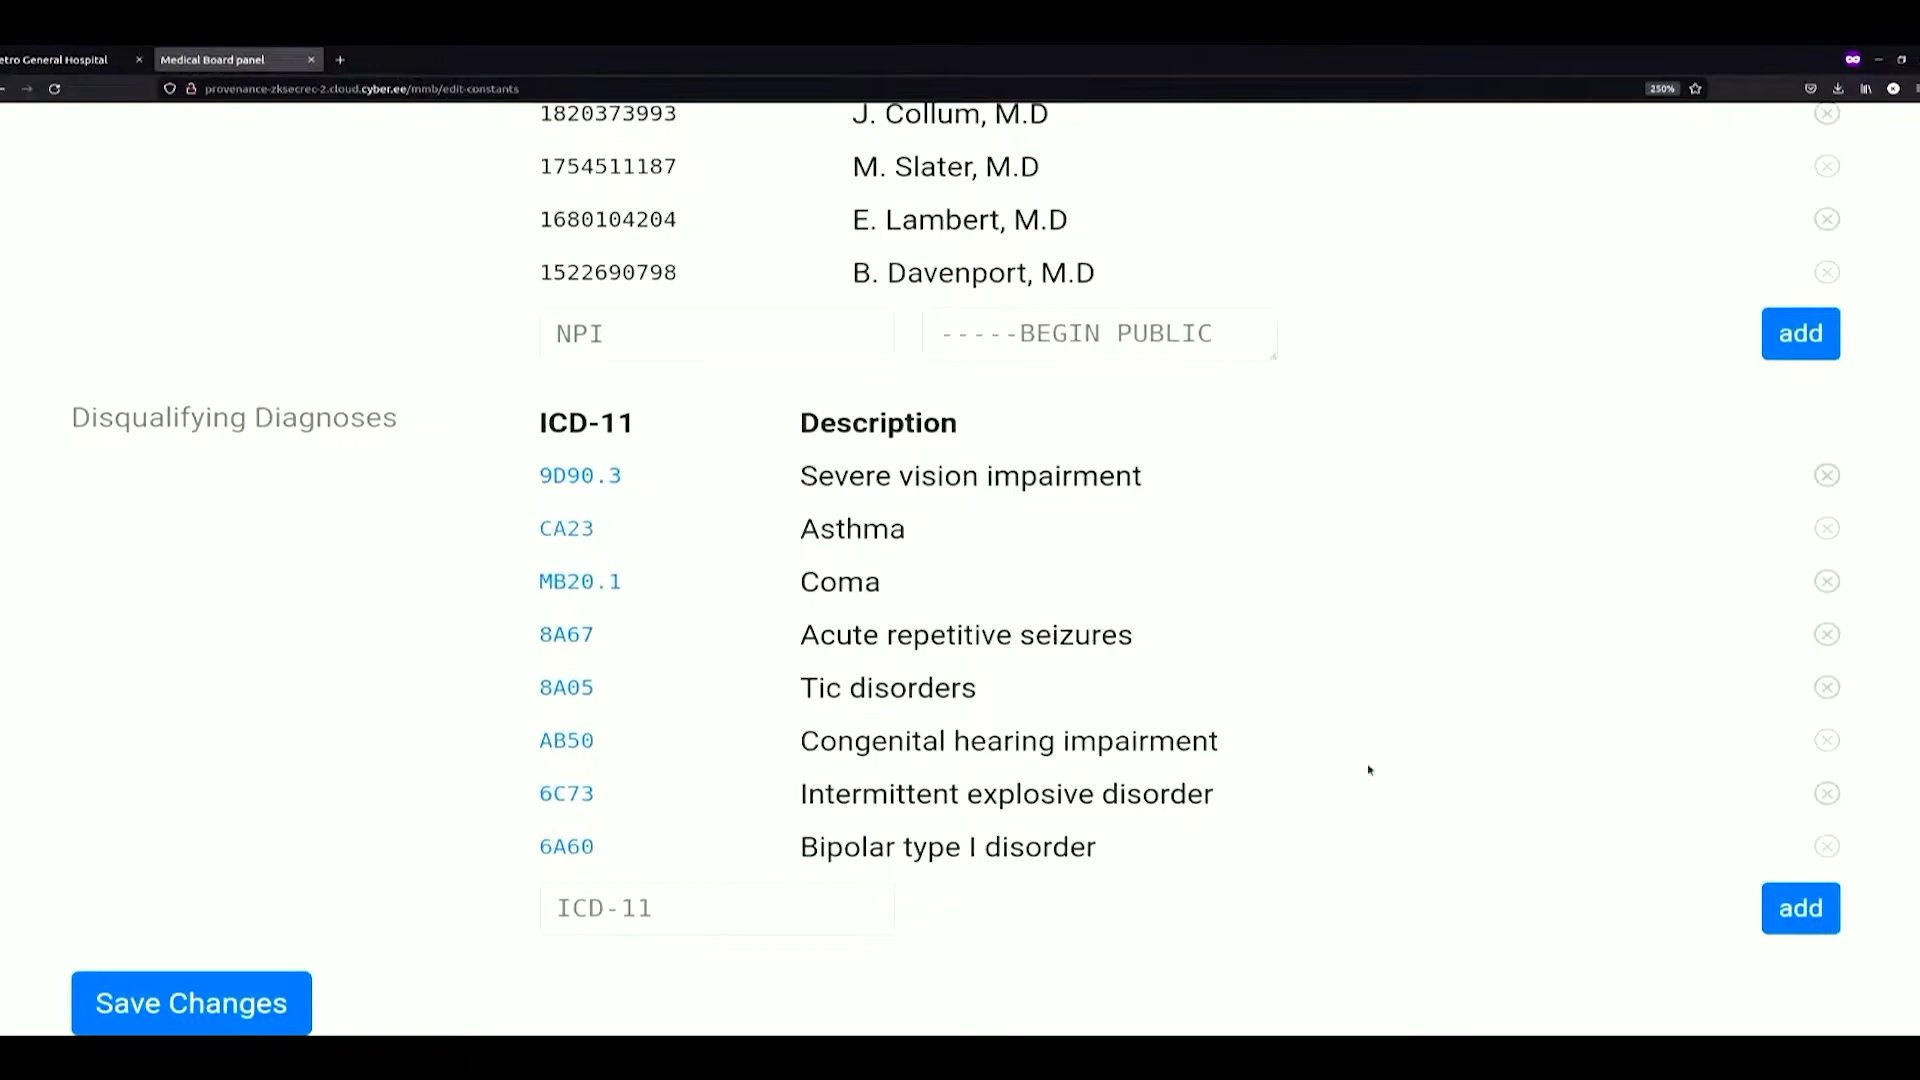 etro General Hospital
Medical Board panel
provenance-zksecrec-2.cloud.cyber.ee/mmb/edit-constants
250%
1820373993 J. Collum, M.D
1754511187 M. Slater, M.D
1680104204 E. Lambert, M.D
1522690798 B. Davenport, M.D
NPI -----BEGIN PUBLIC add
Disqualifying Diagnoses
ICD-11 Description
9D90.3 Severe vision impairment
CA23 Asthma
MB20.1 Coma
8A67 Acute repetitive seizures
8A05 Tic disorders
AB50 Congenital hearing impairment
6C73 Intermittent explosive disorder
6A60 Bipolar type I disorder
ICD-11 add
Save Changes